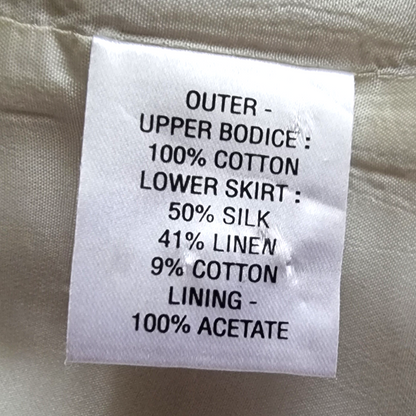 OUTER -
UPPER BODICE :
100% COTTON
LOWER SKIRT :
50% SILK
41% LINEN
9% COTTON
LINING -
100% ACETATE